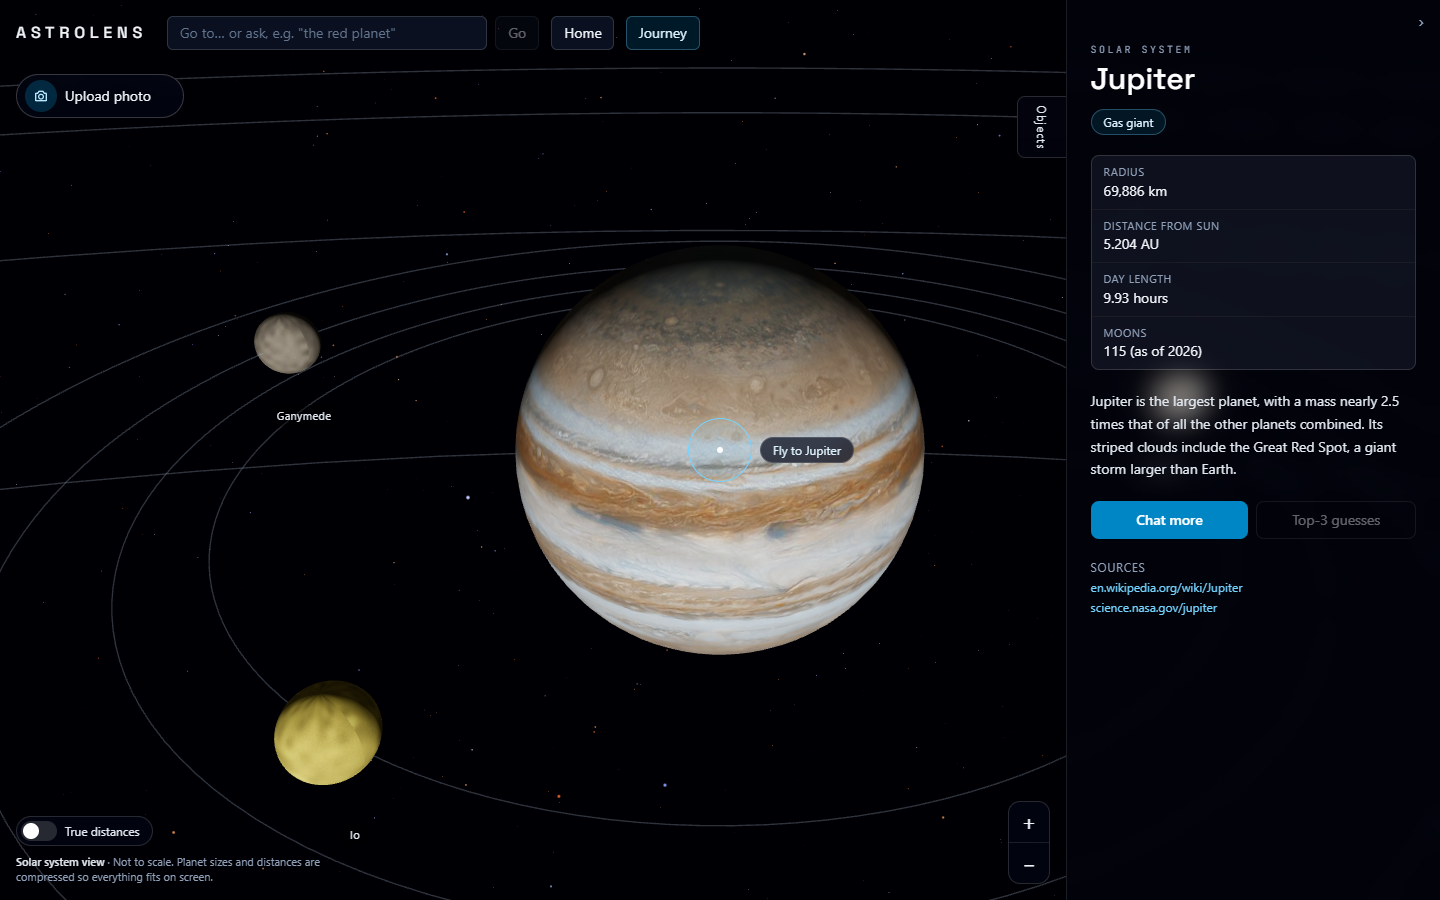 ASTROLENS
Go to... or ask, e.g. "the red planet"
Go
Home
Journey
Upload photo
Objects
Ganymede
Fly to Jupiter
Io
True distances
Solar system view · Not to scale. Planet sizes and distances are
compressed so everything fits on screen.
+
−
›
SOLAR SYSTEM
Jupiter
Gas giant
RADIUS
69,886 km
DISTANCE FROM SUN
5.204 AU
DAY LENGTH
9.93 hours
MOONS
115 (as of 2026)
Jupiter is the largest planet, with a mass nearly 2.5
times that of all the other planets combined. Its
striped clouds include the Great Red Spot, a giant
storm larger than Earth.
Chat more
Top-3 guesses
SOURCES
en.wikipedia.org/wiki/Jupiter
science.nasa.gov/jupiter